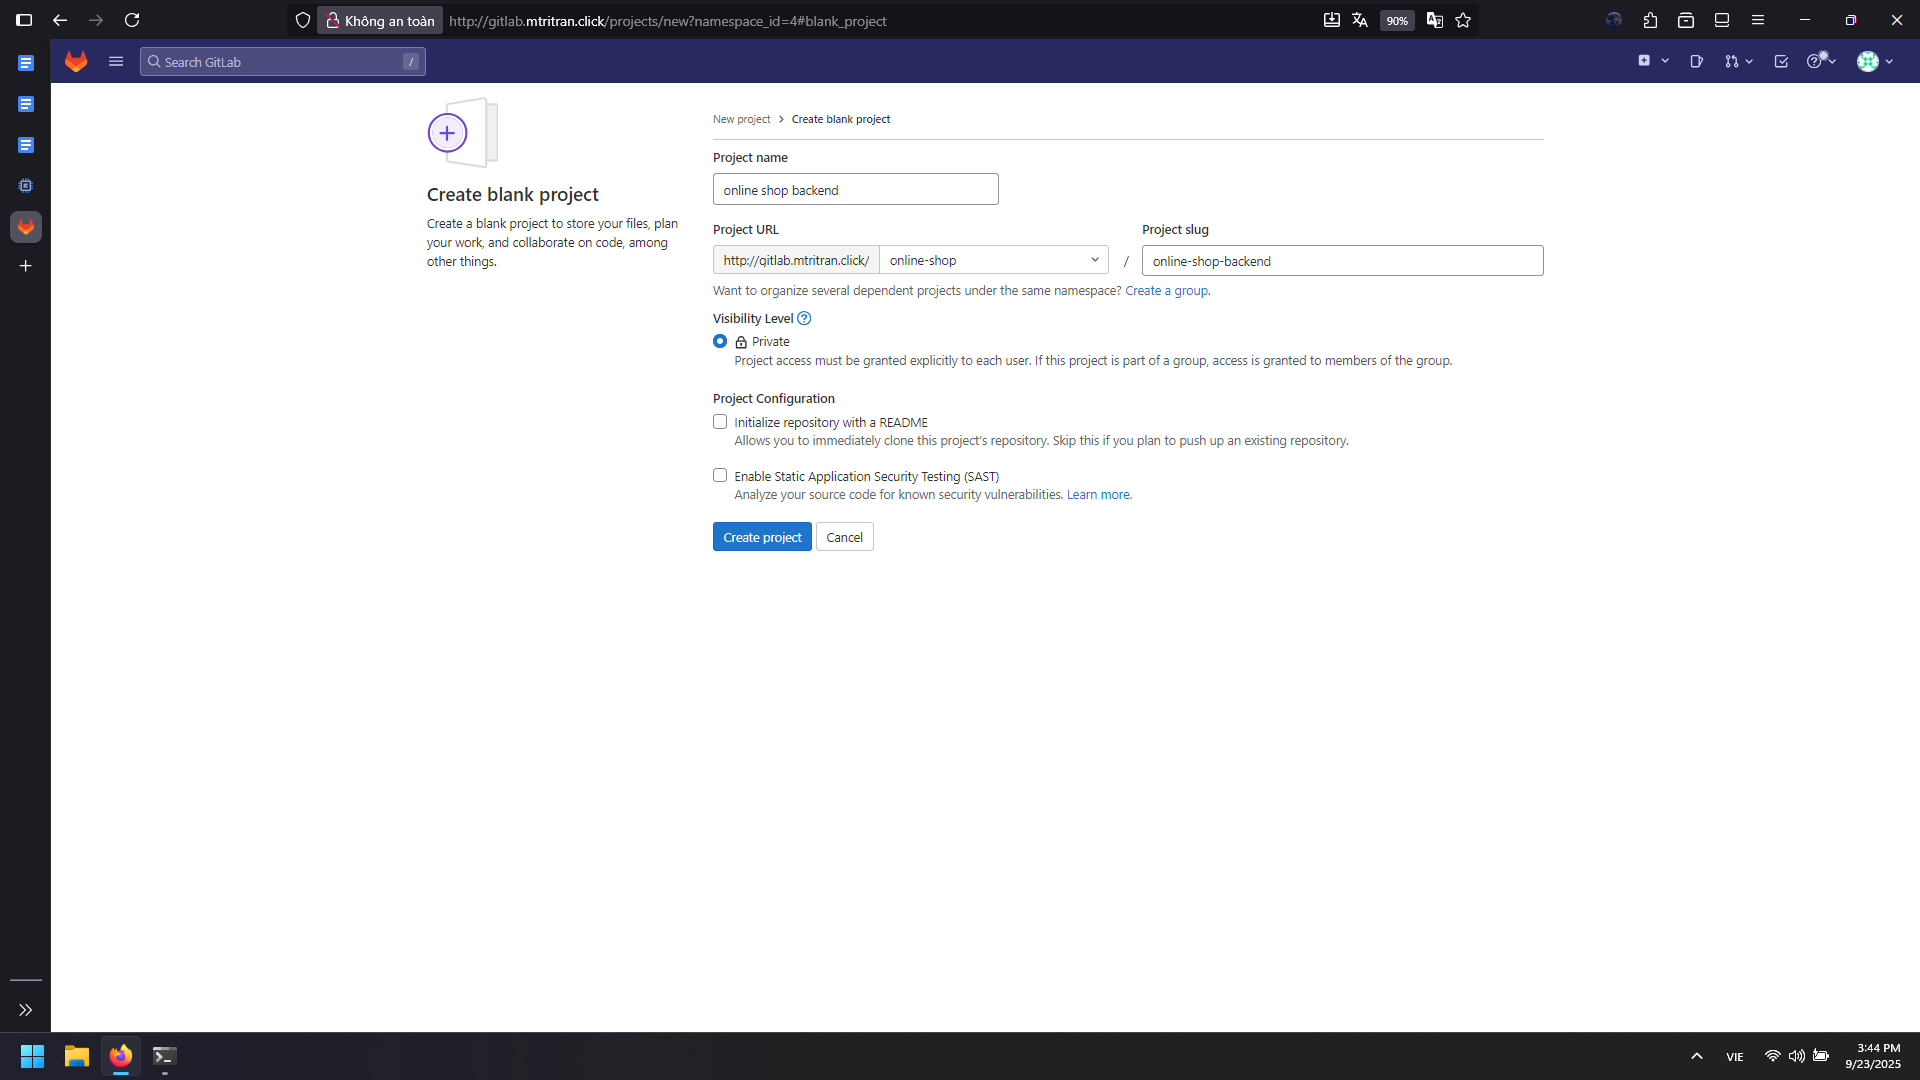 Không an toàn
http://gitlab.mtritran.click/projects/new?namespace_id=4#blank_project
90%
Search GitLab
/
Create blank project
Create a blank project to store your files, plan
your work, and collaborate on code, among
other things.
New project > Create blank project
Project name
online shop backend
Project URL
http://gitlab.mtritran.click/
online-shop
/
Project slug
online-shop-backend
Want to organize several dependent projects under the same namespace? Create a group.
Visibility Level
Private
Project access must be granted explicitly to each user. If this project is part of a group, access is granted to members of the group.
Project Configuration
Initialize repository with a README
Allows you to immediately clone this project’s repository. Skip this if you plan to push up an existing repository.
Enable Static Application Security Testing (SAST)
Analyze your source code for known security vulnerabilities. Learn more.
Create project
Cancel
VIE
3:44 PM
9/23/2025